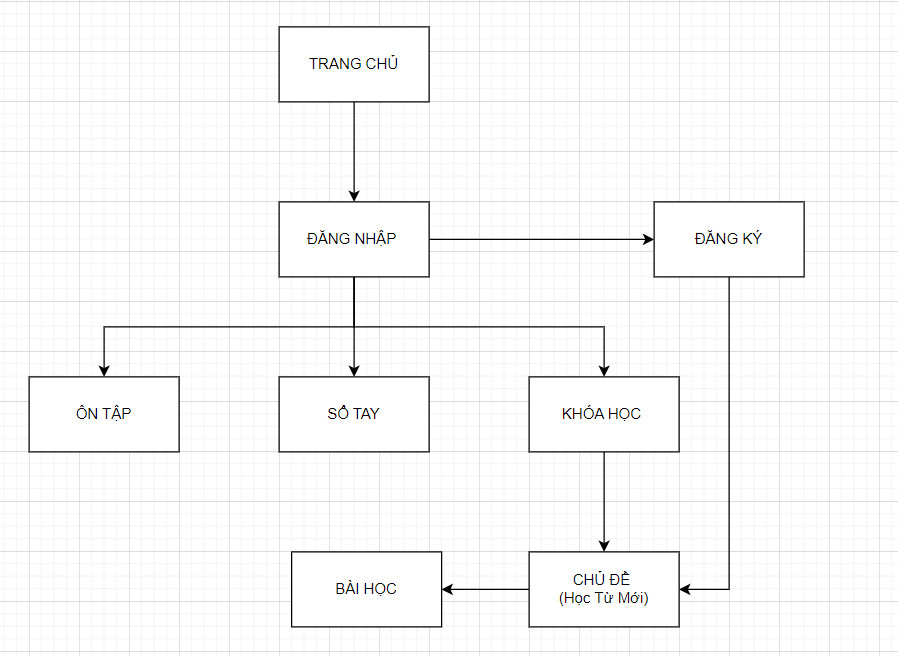 TRANG CHỦ
ĐĂNG NHẬP
ĐĂNG KÝ
ÔN TẬP
SỔ TAY
KHÓA HỌC
BÀI HỌC
CHỦ ĐỀ
(Học Từ Mới)